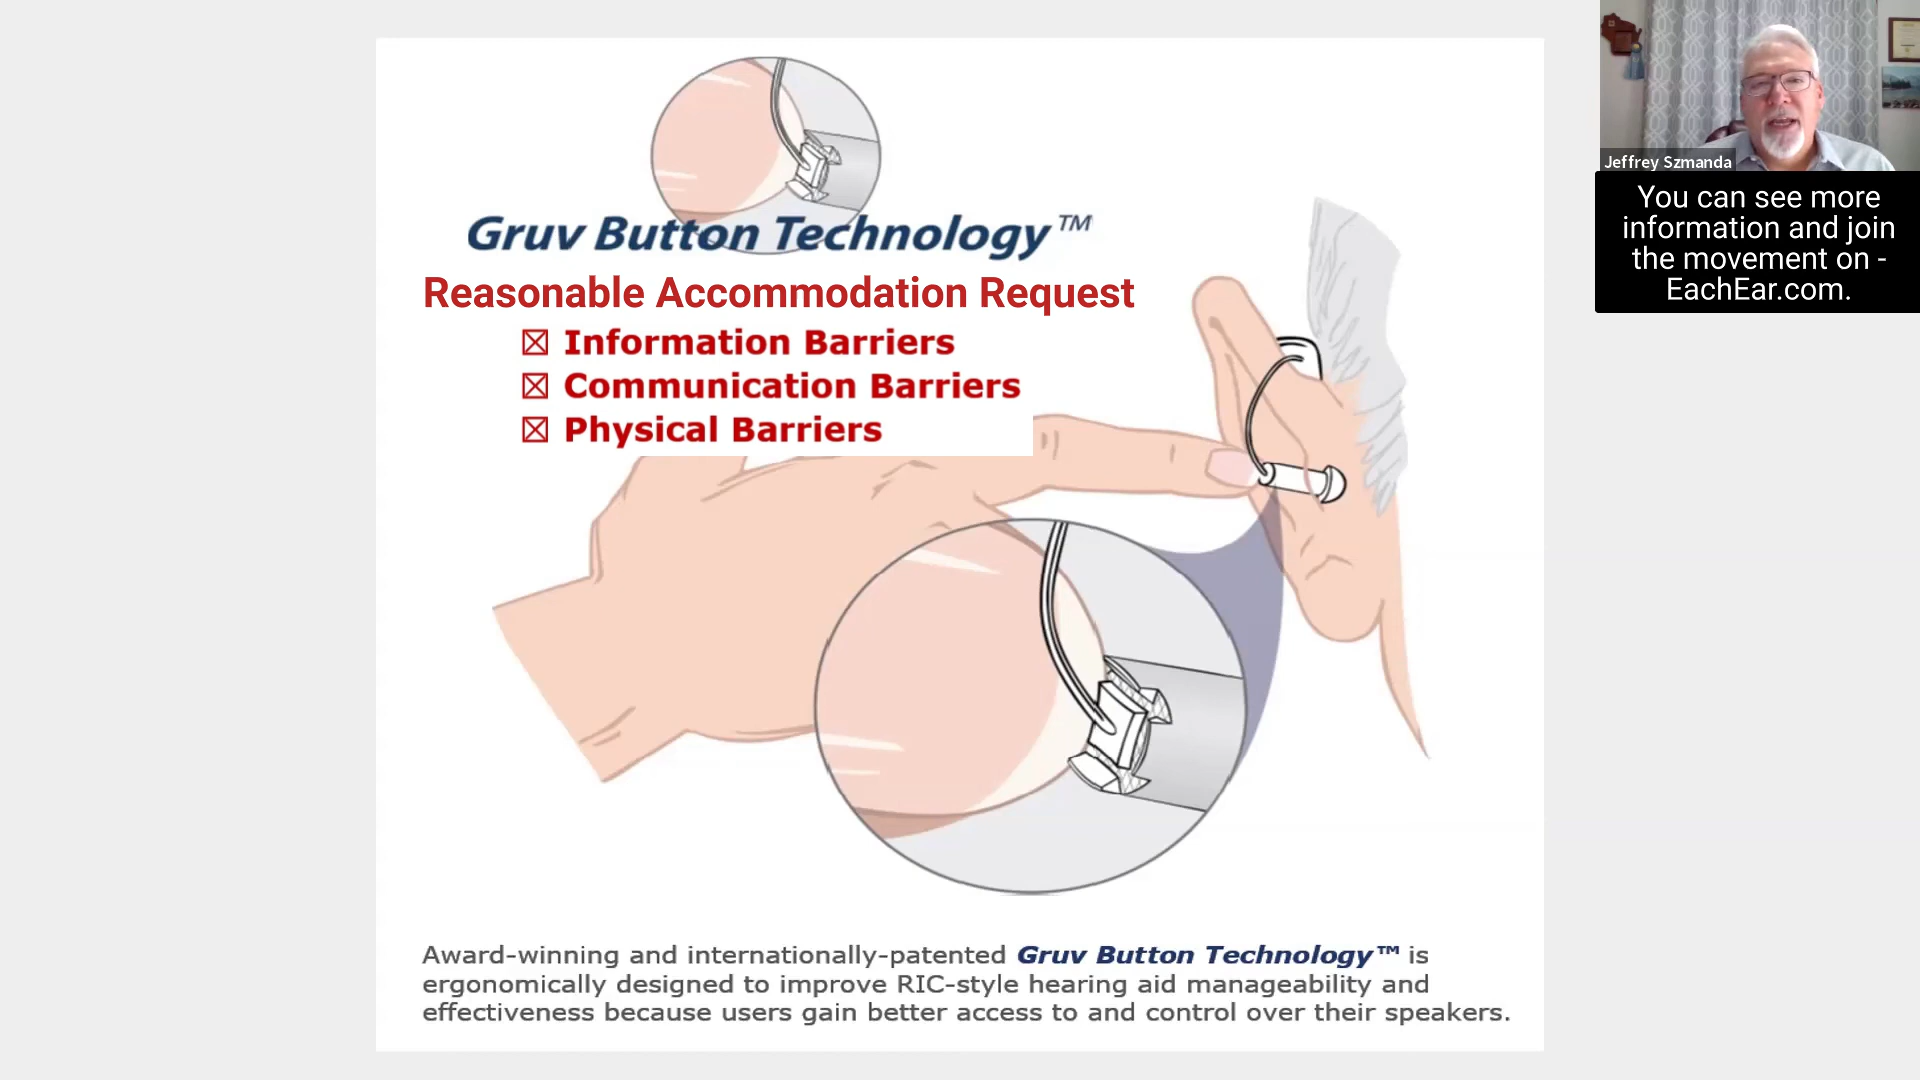 Gruv Button Technology™
Reasonable Accommodation Request
☒ Information Barriers
☒ Communication Barriers
☒ Physical Barriers
Award-winning and internationally-patented Gruv Button Technology™ is
ergonomically designed to improve RIC-style hearing aid manageability and
effectiveness because users gain better access to and control over their speakers.
Jeffrey Szmanda
You can see more
information and join
the movement on -
EachEar.com.